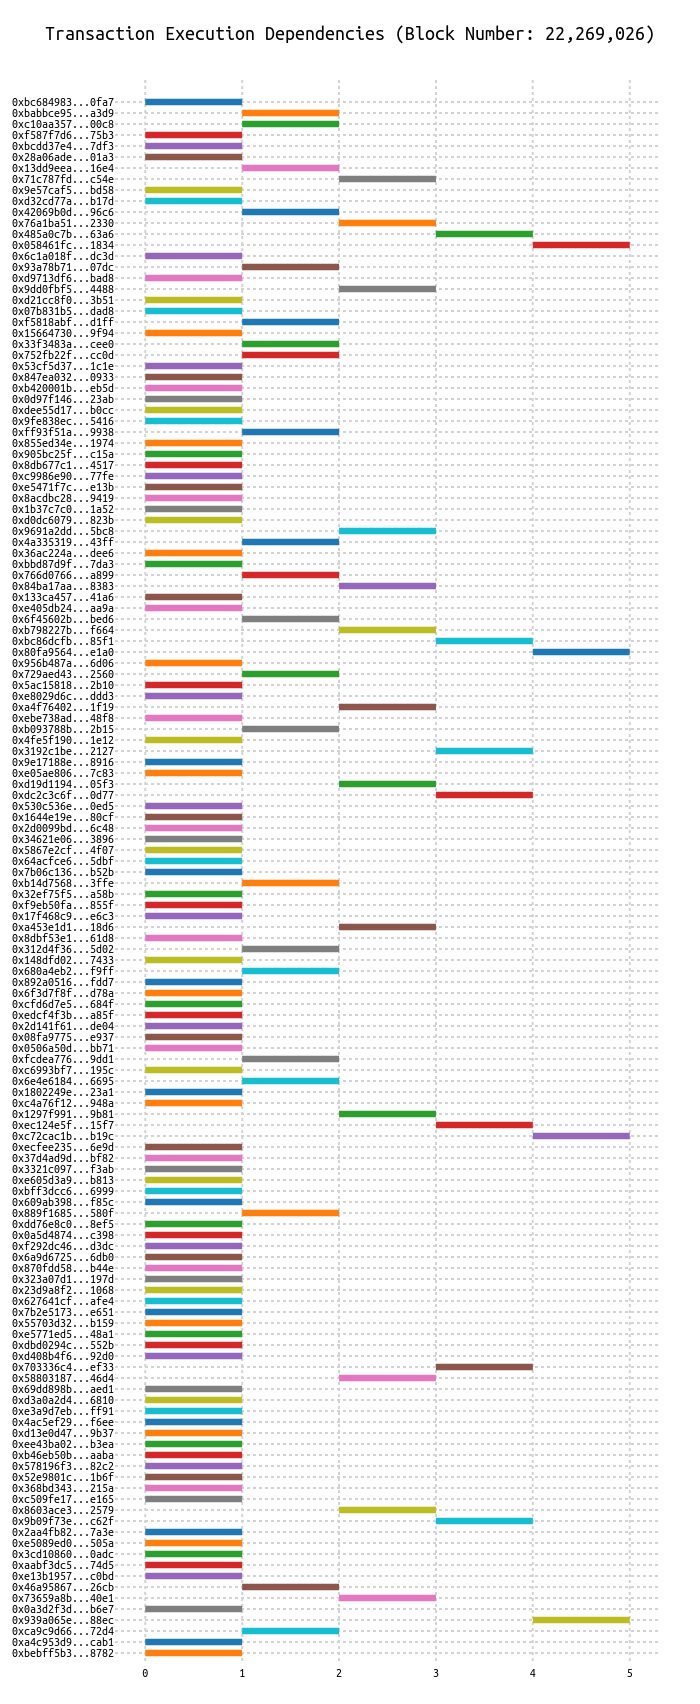 Transaction Execution Dependencies (Block Number: 22,269,026)
0xbc684983...0fa7
0xbabbce95...a3d9
0xc10aa357...00c8
0xf587f7d6...75b3
0xbcdd37e4...7df3
0x28a06ade...01a3
0x13dd9eea...16e4
0x71c787fd...c54e
0x9e57caf5...bd58
0xd32cd77a...b17d
0x42069b0d...96c6
0x76a1ba51...2330
0x485a0c7b...63a6
0x058461fc...1834
0x6c1a018f...dc3d
0x93a78b71...07dc
0xd9713df6...bad8
0x9dd0fbf5...4488
0xd21cc8f0...3b51
0x07b831b5...dad8
0xf5818abf...d1ff
0x15664730...9f94
0x33f3483a...cee0
0x752fb22f...cc0d
0x53cf5d37...1c1e
0x847ea032...0933
0xb420001b...eb5d
0x0d97f146...23ab
0xdee55d17...b0cc
0x9fe838ec...5416
0xff93f51a...9938
0x855ed34e...1974
0x905bc25f...c15a
0x8db677c1...4517
0xc9986e90...77fe
0xe5471f7c...e13b
0x8acdbc28...9419
0x1b37c7c0...1a52
0xd0dc6079...823b
0x9691a2dd...5bc8
0x4a335319...43ff
0x36ac224a...dee6
0xbbd87d9f...7da3
0x766d0766...a899
0x84ba17aa...8383
0x133ca457...41a6
0xe405db24...aa9a
0x6f45602b...bed6
0xb798227b...f664
0xbc86dcfb...85f1
0x80fa9564...e1a0
0x956b487a...6d06
0x729aed43...2560
0x5ac15818...2b10
0xe8029d6c...ddd3
0xa4f76402...1f19
0xebe738ad...48f8
0xb093788b...2b15
0x4fe5f190...1e12
0x3192c1be...2127
0x9e17188e...8916
0xe05ae806...7c83
0xd19d1194...05f3
0xdc2c3c6f...0d77
0x530c536e...0ed5
0x1644e19e...80cf
0x2d0099bd...6c48
0x34621e06...3896
0x5867e2cf...4f07
0x64acfce6...5dbf
0x7b06c136...b52b
0xb14d7568...3ffe
0x32ef75f5...a58b
0xf9eb50fa...855f
0x17f468c9...e6c3
0xa453e1d1...18d6
0x8dbf53e1...61d8
0x312d4f36...5d02
0x148dfd02...7433
0x680a4eb2...f9ff
0x892a0516...fdd7
0x6f3d7f8f...d78a
0xcfd6d7e5...684f
0xedcf4f3b...a85f
0x2d141f61...de04
0x08fa9775...e937
0x0506a50d...bb71
0xfcdea776...9dd1
0xc6993bf7...195c
0x6e4e6184...6695
0x1802249e...23a1
0xc4a76f12...948a
0x1297f991...9b81
0xec124e5f...15f7
0xc72cac1b...b19c
0xecfee235...6e9d
0x37d4ad9d...bf82
0x3321c097...f3ab
0xe605d3a9...b813
0xbff3dcc6...6999
0x609ab398...f85c
0x889f1685...580f
0xdd76e8c0...8ef5
0x0a5d4874...c398
0xf292dc46...d3dc
0x6a9d6725...6db0
0x870fdd58...b44e
0x323a07d1...197d
0x23d9a8f2...1068
0x627641cf...afe4
0x7b2e5173...e651
0x55703d32...b159
0xe5771ed5...48a1
0xdbd0294c...552b
0xd408b4f6...92d0
0x703336c4...ef33
0x58803187...46d4
0x69dd898b...aed1
0xd3a0a2d4...6810
0xe3a9d7eb...ff91
0x4ac5ef29...f6ee
0xd13e0d47...9b37
0xee43ba02...b3ea
0xb46eb50b...aaba
0x578196f3...82c2
0x52e9801c...1b6f
0x368bd343...215a
0xc509fe17...e165
0x8603ace3...2579
0x9b09f73e...c62f
0x2aa4fb82...7a3e
0xe5089ed0...505a
0x3cd10860...0adc
0xaabf3dc5...74d5
0xe13b1957...c0bd
0x46a95867...26cb
0x73659a8b...40e1
0x0a3d2f3d...b6e7
0x939a065e...88ec
0xca9c9d66...72d4
0xa4c953d9...cab1
0xbebff5b3...8782
0 1 2 3 4 5